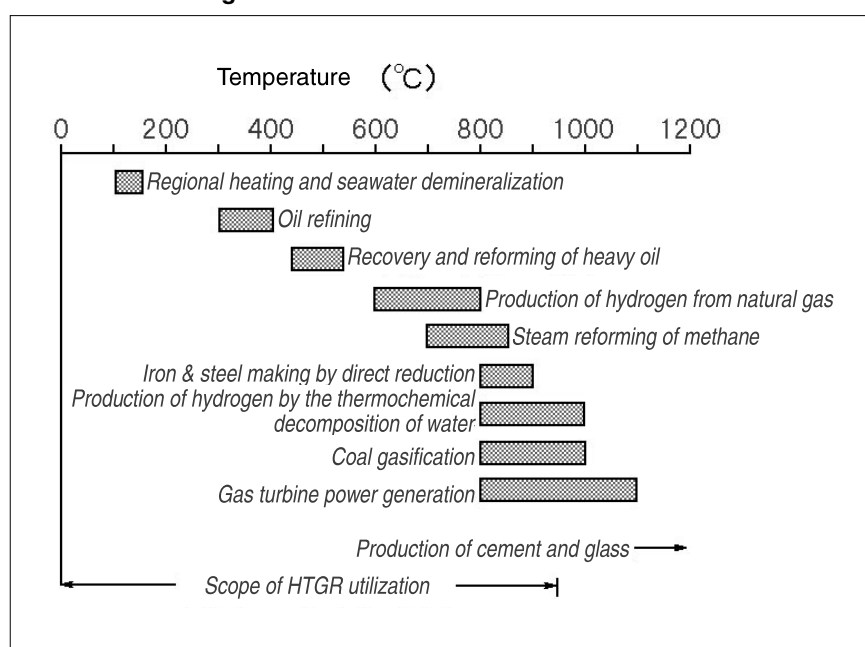 Temperature (°C)
0 200 400 600 800 1000 1200
Regional heating and seawater demineralization
Oil refining
Recovery and reforming of heavy oil
Production of hydrogen from natural gas
Steam reforming of methane
Iron & steel making by direct reduction
Production of hydrogen by the thermochemical
decomposition of water
Coal gasification
Gas turbine power generation
Production of cement and glass
Scope of HTGR utilization